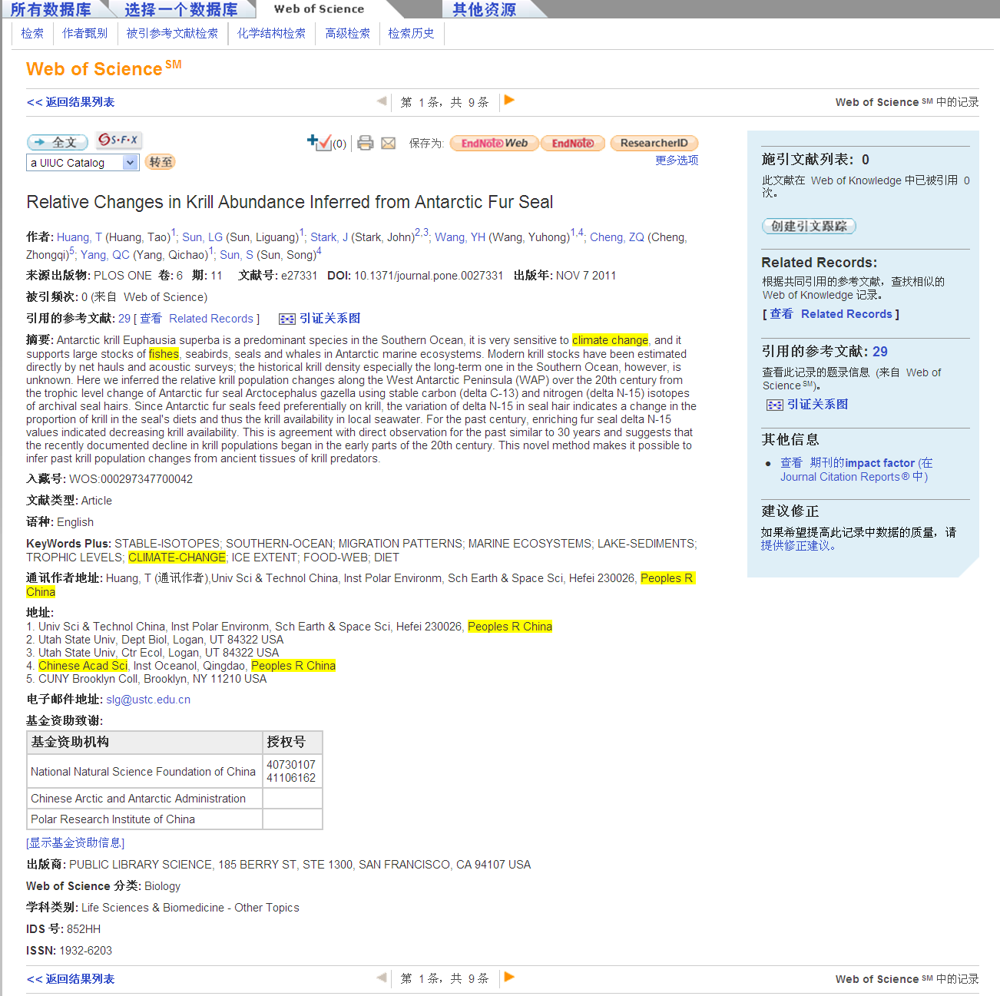 所有数据库 选择一个数据库 Web of Science 其他资源
检索 作者甄别 被引参考文献检索 化学结构检索 高级检索 检索历史
Web of Science SM
<< 返回结果列表 第 1 条，共 9 条 Web of Science SM 中的记录
全文 S·F·X (0) 保存为: EndNote Web EndNote ResearcherID
a UIUC Catalog 转至 更多选项
Relative Changes in Krill Abundance Inferred from Antarctic Fur Seal
作者: Huang, T (Huang, Tao)1; Sun, LG (Sun, Liguang)1; Stark, J (Stark, John)2,3; Wang, YH (Wang, Yuhong)1,4; Cheng, ZQ (Cheng,
Zhongqi)5; Yang, QC (Yang, Qichao)1; Sun, S (Sun, Song)4
来源出版物: PLOS ONE 卷: 6 期: 11 文献号: e27331 DOI: 10.1371/journal.pone.0027331 出版年: NOV 7 2011
被引频次: 0 (来自 Web of Science)
引用的参考文献: 29 [ 查看 Related Records ] 引证关系图
摘要: Antarctic krill Euphausia superba is a predominant species in the Southern Ocean, it is very sensitive to climate change, and it
supports large stocks of fishes, seabirds, seals and whales in Antarctic marine ecosystems. Modern krill stocks have been estimated
directly by net hauls and acoustic surveys; the historical krill density especially the long-term one in the Southern Ocean, however, is
unknown. Here we inferred the relative krill population changes along the West Antarctic Peninsula (WAP) over the 20th century from
the trophic level change of Antarctic fur seal Arctocephalus gazella using stable carbon (delta C-13) and nitrogen (delta N-15) isotopes
of archival seal hairs. Since Antarctic fur seals feed preferentially on krill, the variation of delta N-15 in seal hair indicates a change in the
proportion of krill in the seal's diets and thus the krill availability in local seawater. For the past century, enriching fur seal delta N-15
values indicated decreasing krill availability. This is agreement with direct observation for the past similar to 30 years and suggests that
the recently documented decline in krill populations began in the early parts of the 20th century. This novel method makes it possible to
infer past krill population changes from ancient tissues of krill predators.
入藏号: WOS:000297347700042
文献类型: Article
语种: English
KeyWords Plus: STABLE-ISOTOPES; SOUTHERN-OCEAN; MIGRATION PATTERNS; MARINE ECOSYSTEMS; LAKE-SEDIMENTS;
TROPHIC LEVELS; CLIMATE-CHANGE; ICE EXTENT; FOOD-WEB; DIET
通讯作者地址: Huang, T (通讯作者),Univ Sci & Technol China, Inst Polar Environm, Sch Earth & Space Sci, Hefei 230026, Peoples R
China
地址:
1. Univ Sci & Technol China, Inst Polar Environm, Sch Earth & Space Sci, Hefei 230026, Peoples R China
2. Utah State Univ, Dept Biol, Logan, UT 84322 USA
3. Utah State Univ, Ctr Ecol, Logan, UT 84322 USA
4. Chinese Acad Sci, Inst Oceanol, Qingdao, Peoples R China
5. CUNY Brooklyn Coll, Brooklyn, NY 11210 USA
电子邮件地址: slg@ustc.edu.cn
基金资助致谢:
基金资助机构 授权号
National Natural Science Foundation of China 40730107
41106162
Chinese Arctic and Antarctic Administration
Polar Research Institute of China
[显示基金资助信息]
出版商: PUBLIC LIBRARY SCIENCE, 185 BERRY ST, STE 1300, SAN FRANCISCO, CA 94107 USA
Web of Science 分类: Biology
学科类别: Life Sciences & Biomedicine - Other Topics
IDS 号: 852HH
ISSN: 1932-6203
施引文献列表: 0
此文献在 Web of Knowledge 中已被引用 0
次。
创建引文跟踪
Related Records:
根据共同引用的参考文献，查找相似的
Web of Knowledge 记录。
[ 查看 Related Records ]
引用的参考文献: 29
查看此记录的题录信息 (来自 Web of
Science SM)。
引证关系图
其他信息
查看 期刊的impact factor (在
Journal Citation Reports® 中)
建议修正
如果希望提高此记录中数据的质量，请
提供修正建议。
<< 返回结果列表 第 1 条，共 9 条 Web of Science SM 中的记录